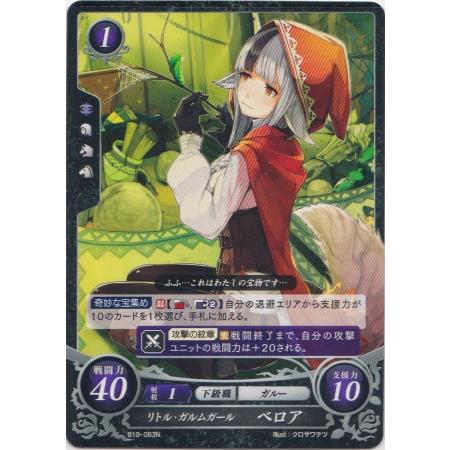 1
ふふ…これはわたしの宝物です…
奇妙な宝集め 起 自分の退避エリアから支援力
が10のカードを1枚選び、手札に加える。
攻撃の紋章 支 戦闘終了まで、自分の攻撃
ユニットの戦闘力は+20される。
戦闘力 40
射程 1 下級職 ガルー
支援力 10
リトル・ガルムガール ベロア
B10-083N
Illust:クロサワテツ